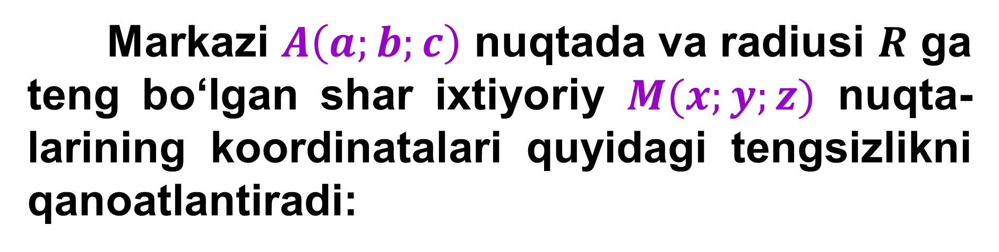 Markazi A(a; b; c) nuqtada va radiusi R ga
teng bo‘lgan shar ixtiyoriy M(x; y; z) nuqta-
larining koordinatalari quyidagi tengsizlikni
qanoatlantiradi: